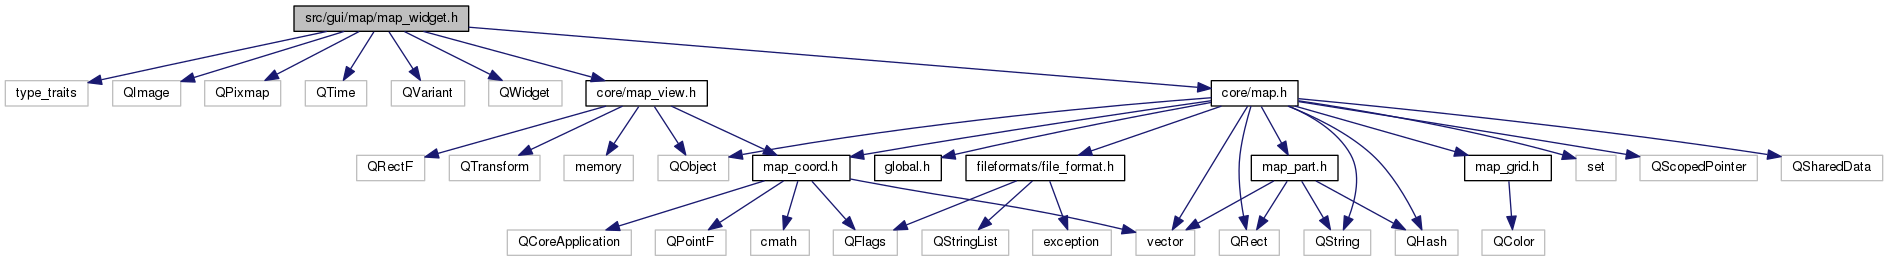 src/gui/map/map_widget.h
type_traits
QImage
QPixmap
QTime
QVariant
QWidget
core/map_view.h
core/map.h
QRectF
QTransform
memory
QObject
map_coord.h
global.h
fileformats/file_format.h
map_part.h
map_grid.h
set
QScopedPointer
QSharedData
QCoreApplication
QPointF
cmath
QFlags
QStringList
exception
vector
QRect
QString
QHash
QColor